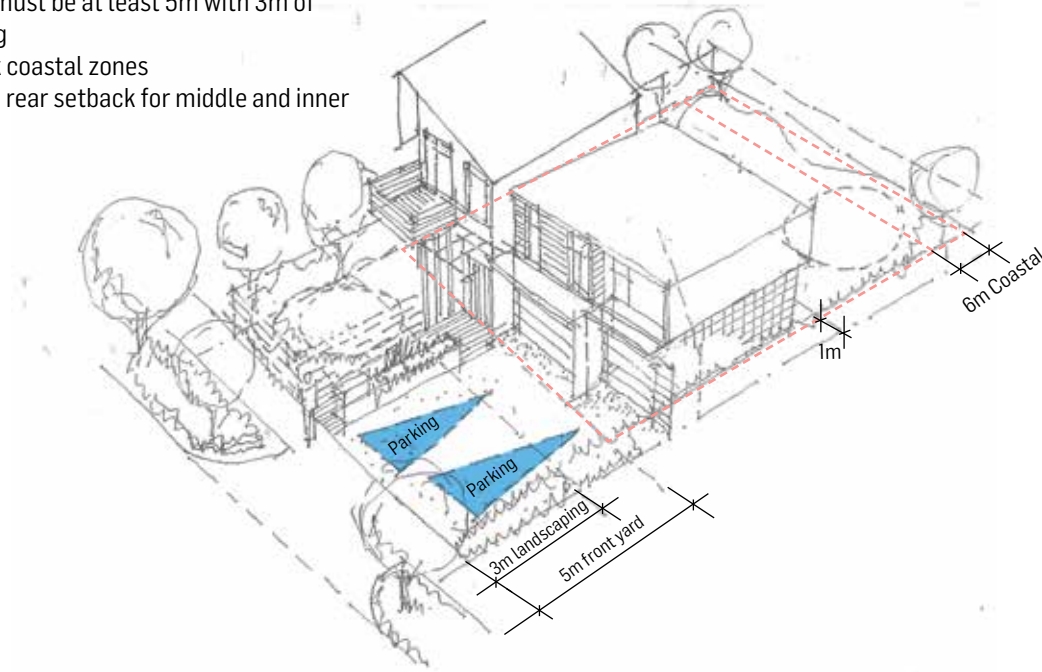 must be at least 5m with 3m of
g
coastal zones
rear setback for middle and inner
6m Coastal
1m
Parking
Parking
3m landscaping
5m front yard